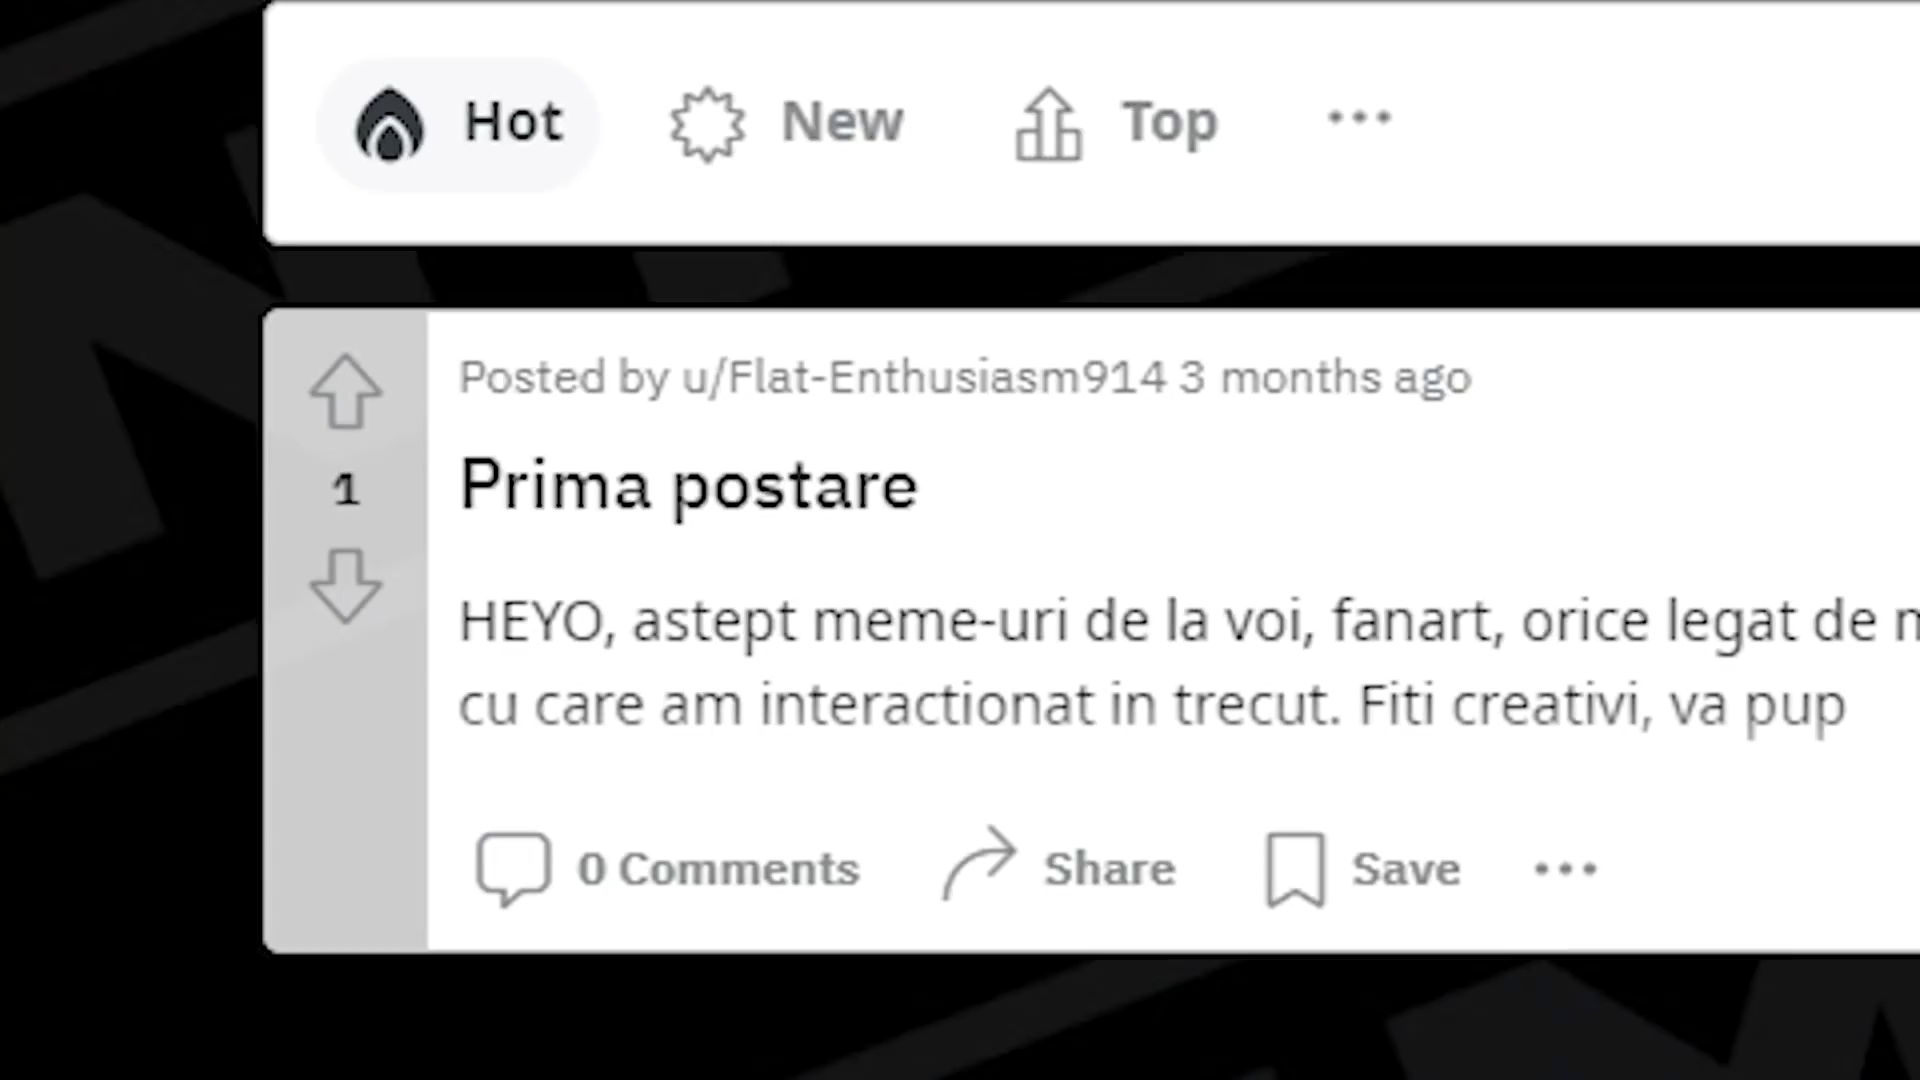 Hot New Top
Posted by u/Flat-Enthusiasm914 3 months ago
1
Prima postare
HEYO, astept meme-uri de la voi, fanart, orice legat de
cu care am interactionat in trecut. Fiti creativi, va pup
0 Comments Share Save